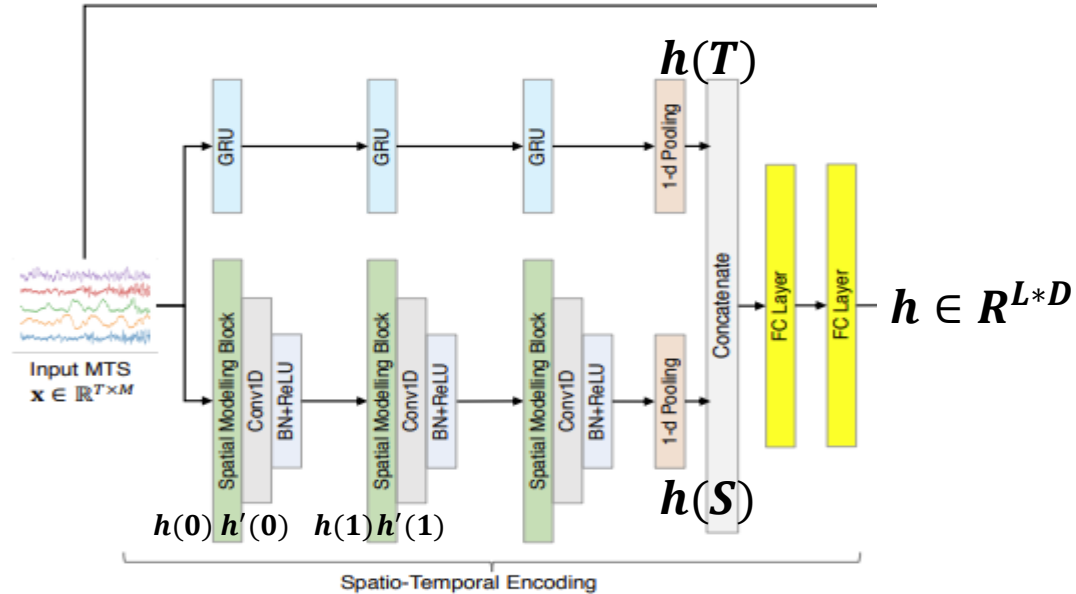 h(T)
GRU
GRU
GRU
1-d Pooling
Concatenate
FC Layer
FC Layer
h ∈ R^{L*D}
Input MTS
x ∈ ℝ^{T×M}
Spatial Modelling Block
Conv1D
BN+ReLU
Spatial Modelling Block
Conv1D
BN+ReLU
Spatial Modelling Block
Conv1D
BN+ReLU
1-d Pooling
h(S)
h(0) h′(0)
h(1) h′(1)
Spatio-Temporal Encoding